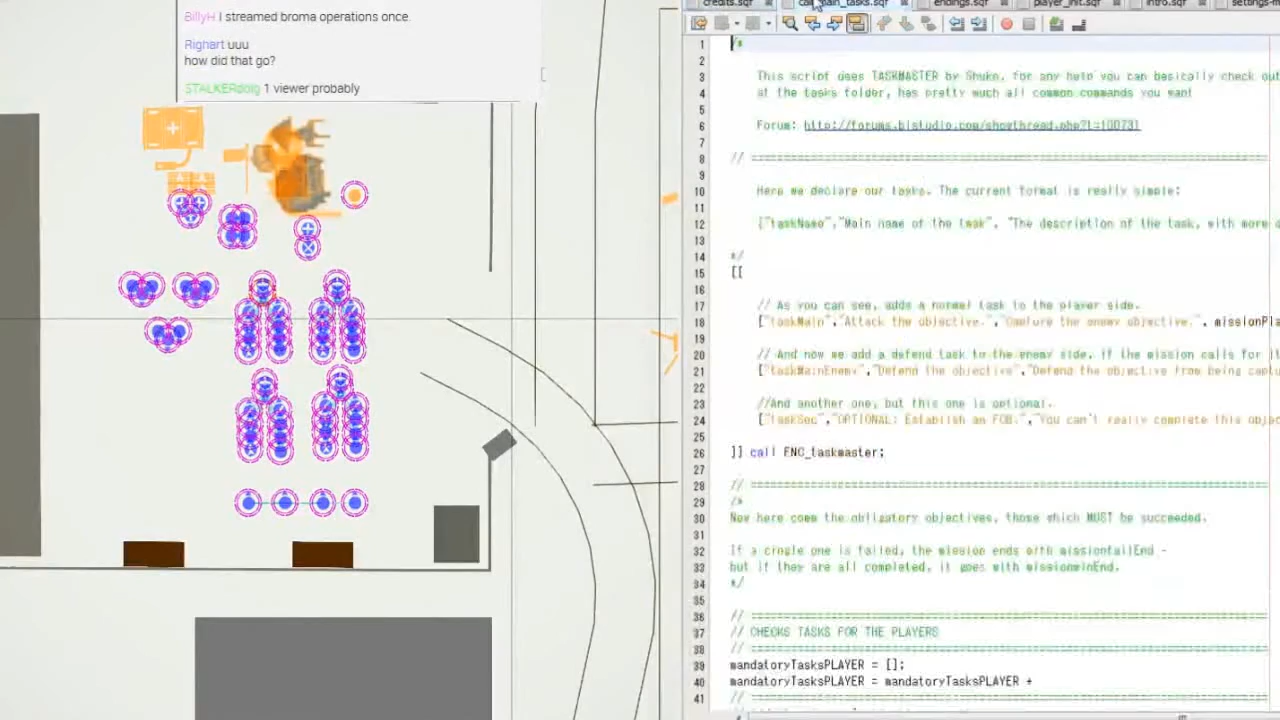 BillyH I streamed broma operations once.
Righart uuu
how did that go?
STALKERdolg 1 viewer probably
credits.sqf
endings.sqf
player_init.sqf
intro.sqf
1 /*
2
3 This script uses TASKMASTER by Shuko, for any help you can basically check out
4 at the tasks folder, has pretty much all common commands you want
5
6 Forum: http://forums.bistudio.com/showthread.php?t=100731
7
8 // ====================
9
10 Here we declare our tasks. The current format is really simple:
11
12 ["taskName","Main name of the task", "The description of the task, with more
13
14 */
15 [[
16
17 // As you can see, adds a normal task to the player side.
18 ["taskMain","Attack the objective.","Capture the enemy objective.", missionPla
19
20 // And now we add a defend task to the enemy side, if the mission calls for i
21 ["taskMainEnemy","Defend the objective","Defend the objective from being captu
22
23 //And another one, but this one is optional.
24 ["taskSec","OPTIONAL: Establish an FOB.","You can't really complete this objec
25
26 ]] call ENC_taskmaster;
27
28 // ====================
29 /*
30 Now here come the obligatory objectives, those which MUST be succeeded.
31
32 If a single one is failed, the mission ends with missionfailEnd -
33 but if they are all completed, it goes with missionwinEnd.
34 */
35
36 // ====================
37 // CHECKS TASKS FOR THE PLAYERS
38 // ====================
39 mandatoryTasksPLAYER = [];
40 mandatoryTasksPLAYER = mandatoryTasksPLAYER +
41 // ====================